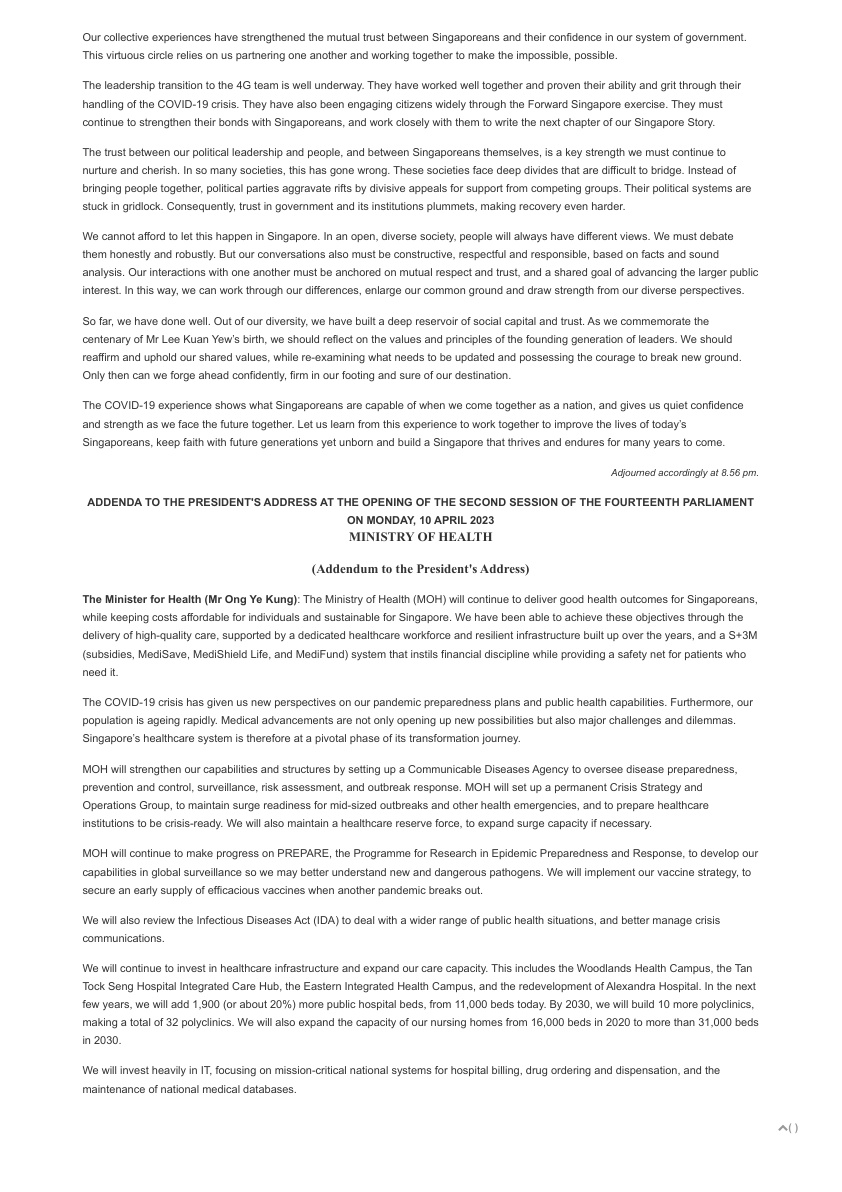 Our collective experiences have strengthened the mutual trust between Singaporeans and their confidence in our system of government.
This virtuous circle relies on us partnering one another and working together to make the impossible, possible.
The leadership transition to the 4G team is well underway. They have worked well together and proven their ability and grit through their
handling of the COVID-19 crisis. They have also been engaging citizens widely through the Forward Singapore exercise. They must
continue to strengthen their bonds with Singaporeans, and work closely with them to write the next chapter of our Singapore Story.
The trust between our political leadership and people, and between Singaporeans themselves, is a key strength we must continue to
nurture and cherish. In so many societies, this has gone wrong. These societies face deep divides that are difficult to bridge. Instead of
bringing people together, political parties aggravate rifts by divisive appeals for support from competing groups. Their political systems are
stuck in gridlock. Consequently, trust in government and its institutions plummets, making recovery even harder.
We cannot afford to let this happen in Singapore. In an open, diverse society, people will always have different views. We must debate
them honestly and robustly. But our conversations also must be constructive, respectful and responsible, based on facts and sound
analysis. Our interactions with one another must be anchored on mutual respect and trust, and a shared goal of advancing the larger public
interest. In this way, we can work through our differences, enlarge our common ground and draw strength from our diverse perspectives.
So far, we have done well. Out of our diversity, we have built a deep reservoir of social capital and trust. As we commemorate the
centenary of Mr Lee Kuan Yew's birth, we should reflect on the values and principles of the founding generation of leaders. We should
reaffirm and uphold our shared values, while re-examining what needs to be updated and possessing the courage to break new ground.
Only then can we forge ahead confidently, firm in our footing and sure of our destination.
The COVID-19 experience shows what Singaporeans are capable of when we come together as a nation, and gives us quiet confidence
and strength as we face the future together. Let us learn from this experience to work together to improve the lives of today's
Singaporeans, keep faith with future generations yet unborn and build a Singapore that thrives and endures for many years to come.
Adjourned accordingly at 8.56 pm.
ADDENDA TO THE PRESIDENT'S ADDRESS AT THE OPENING OF THE SECOND SESSION OF THE FOURTEENTH PARLIAMENT
ON MONDAY, 10 APRIL 2023
MINISTRY OF HEALTH
(Addendum to the President's Address)
The Minister for Health (Mr Ong Ye Kung): The Ministry of Health (MOH) will continue to deliver good health outcomes for Singaporeans,
while keeping costs affordable for individuals and sustainable for Singapore. We have been able to achieve these objectives through the
delivery of high-quality care, supported by a dedicated healthcare workforce and resilient infrastructure built up over the years, and a S+3M
(subsidies, MediSave, MediShield Life, and MediFund) system that instils financial discipline while providing a safety net for patients who
need it.
The COVID-19 crisis has given us new perspectives on our pandemic preparedness plans and public health capabilities. Furthermore, our
population is ageing rapidly. Medical advancements are not only opening up new possibilities but also major challenges and dilemmas.
Singapore's healthcare system is therefore at a pivotal phase of its transformation journey.
MOH will strengthen our capabilities and structures by setting up a Communicable Diseases Agency to oversee disease preparedness,
prevention and control, surveillance, risk assessment, and outbreak response. MOH will set up a permanent Crisis Strategy and
Operations Group, to maintain surge readiness for mid-sized outbreaks and other health emergencies, and to prepare healthcare
institutions to be crisis-ready. We will also maintain a healthcare reserve force, to expand surge capacity if necessary.
MOH will continue to make progress on PREPARE, the Programme for Research in Epidemic Preparedness and Response, to develop our
capabilities in global surveillance so we may better understand new and dangerous pathogens. We will implement our vaccine strategy, to
secure an early supply of efficacious vaccines when another pandemic breaks out.
We will also review the Infectious Diseases Act (IDA) to deal with a wider range of public health situations, and better manage crisis
communications.
We will continue to invest in healthcare infrastructure and expand our care capacity. This includes the Woodlands Health Campus, the Tan
Tock Seng Hospital Integrated Care Hub, the Eastern Integrated Health Campus, and the redevelopment of Alexandra Hospital. In the next
few years, we will add 1,900 (or about 20%) more public hospital beds, from 11,000 beds today. By 2030, we will build 10 more polyclinics,
making a total of 32 polyclinics. We will also expand the capacity of our nursing homes from 16,000 beds in 2020 to more than 31,000 beds
in 2030.
We will invest heavily in IT, focusing on mission-critical national systems for hospital billing, drug ordering and dispensation, and the
maintenance of national medical databases.
( )